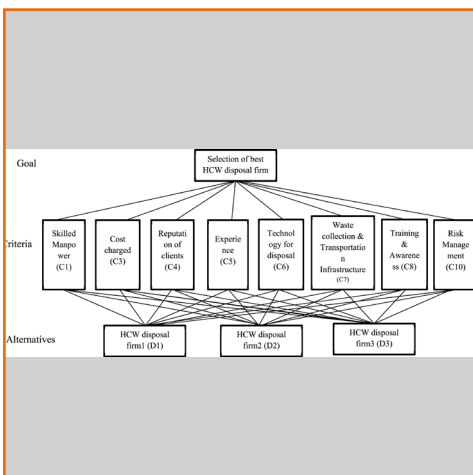 Goal
Selection of best
HCW disposal firm
Criteria
Skilled
Manpo
wer
(C1)
Cost
charged
(C3)
Reputati
on of
clients
(C4)
Experie
nce
(C5)
Technol
ogy for
disposal
(C6)
Waste
collection &
Transportatio
n
Infrastructure
(C7)
Training
&
Awarene
ss (C8)
Risk
Manage
ment
(C10)
Alternatives
HCW disposal
firm1 (D1)
HCW disposal
firm2 (D2)
HCW disposal
firm3 (D3)